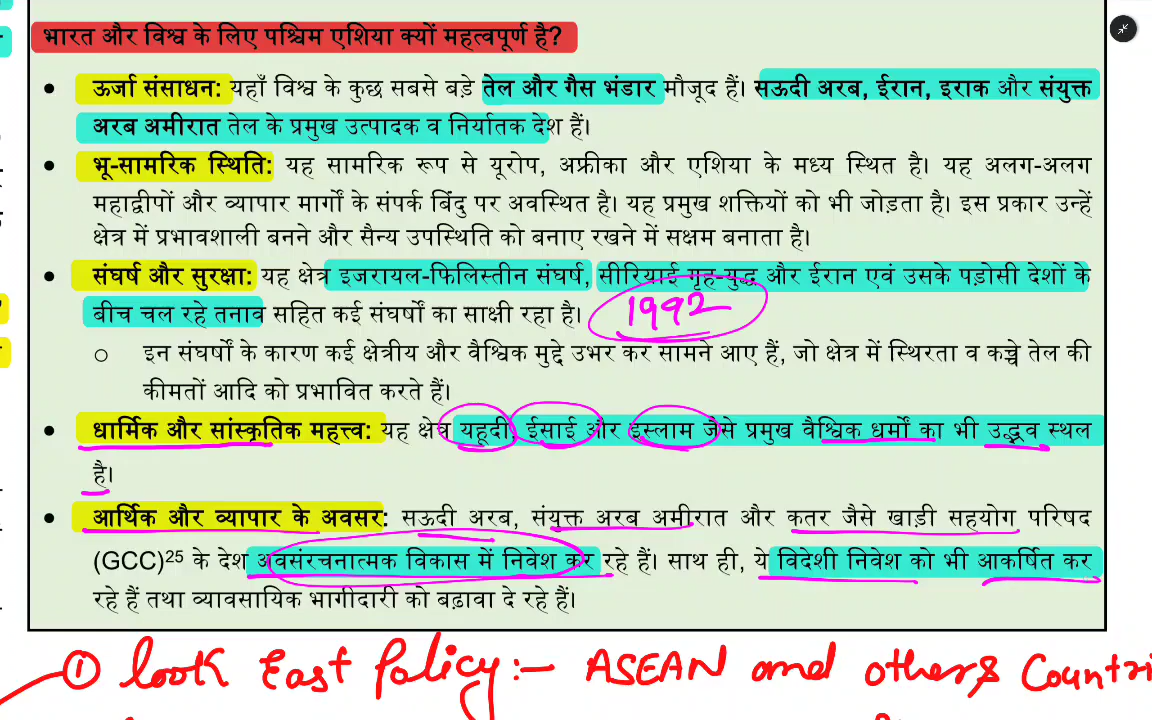 भारत और विश्व के लिए पश्चिम एशिया क्यों महत्वपूर्ण है?
● ऊर्जा संसाधन: यहाँ विश्व के कुछ सबसे बड़े तेल और गैस भंडार मौजूद हैं। सऊदी अरब, ईरान, इराक और संयुक्त
अरब अमीरात तेल के प्रमुख उत्पादक व निर्यातक देश हैं।
● भू-सामरिक स्थिति: यह सामरिक रूप से यूरोप, अफ्रीका और एशिया के मध्य स्थित है। यह अलग-अलग
महाद्वीपों और व्यापार मार्गों के संपर्क बिंदु पर अवस्थित है। यह प्रमुख शक्तियों को भी जोड़ता है। इस प्रकार उन्हें
क्षेत्र में प्रभावशाली बनने और सैन्य उपस्थिति को बनाए रखने में सक्षम बनाता है।
● संघर्ष और सुरक्षा: यह क्षेत्र इजरायल-फिलिस्तीन संघर्ष, सीरियाई गृह-युद्ध और ईरान एवं उसके पड़ोसी देशों के
बीच चल रहे तनाव सहित कई संघर्षों का साक्षी रहा है।
1992
○ इन संघर्षों के कारण कई क्षेत्रीय और वैश्विक मुद्दे उभर कर सामने आए हैं, जो क्षेत्र में स्थिरता व कच्चे तेल की
कीमतों आदि को प्रभावित करते हैं।
● धार्मिक और सांस्कृतिक महत्त्व: यह क्षेत्र यहूदी, ईसाई और इस्लाम जैसे प्रमुख वैश्विक धर्मों का भी उद्भव स्थल
है।
● आर्थिक और व्यापार के अवसर: सऊदी अरब, संयुक्त अरब अमीरात और कतर जैसे खाड़ी सहयोग परिषद
(GCC)²⁵ के देश अवसंरचनात्मक विकास में निवेश कर रहे हैं। साथ ही, ये विदेशी निवेश को भी आकर्षित कर
रहे हैं तथा व्यावसायिक भागीदारी को बढ़ावा दे रहे हैं।
① look East Policy:- ASEAN and others Countri